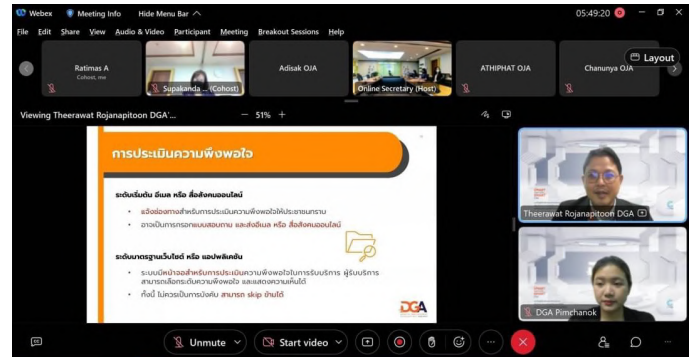 Webex
Meeting Info
Hide Menu Bar
05:49:20
File Edit Share View Audio & Video Participant Meeting Breakout Sessions Help
Ratimas A
Cohost, me
Supakanda ... (Cohost)
Adisak OJA
Online Secretary (Host)
ATHIPHAT OJA
Chanunya OJA
Layout
Viewing Theerawat Rojanapitoon DGA'...
51%
การประเมินความพึงพอใจ
ระดับเริ่มต้น อีเมล หรือ สื่อสังคมออนไลน์
• แจ้งช่องทางสำหรับการประเมินความพึงพอใจให้ประชาชนทราบ
• อาจเป็นการกรอกแบบสอบถาม และส่งอีเมล หรือ สื่อสังคมออนไลน์
ระดับมาตรฐานเว็บไซต์ หรือ แอปพลิเคชัน
• ระบบมีหน้าจอสำหรับการประเมินความพึงพอใจในการรับบริการ ผู้รับบริการ
สามารถเลือกระดับความพึงพอใจ และแสดงความเห็นได้
• ทั้งนี้ ไม่ควรเป็นการบังคับ สามารถ skip ข้ามได้
DGA
Theerawat Rojanapitoon DGA
DGA Pimchanok
Unmute
Start video